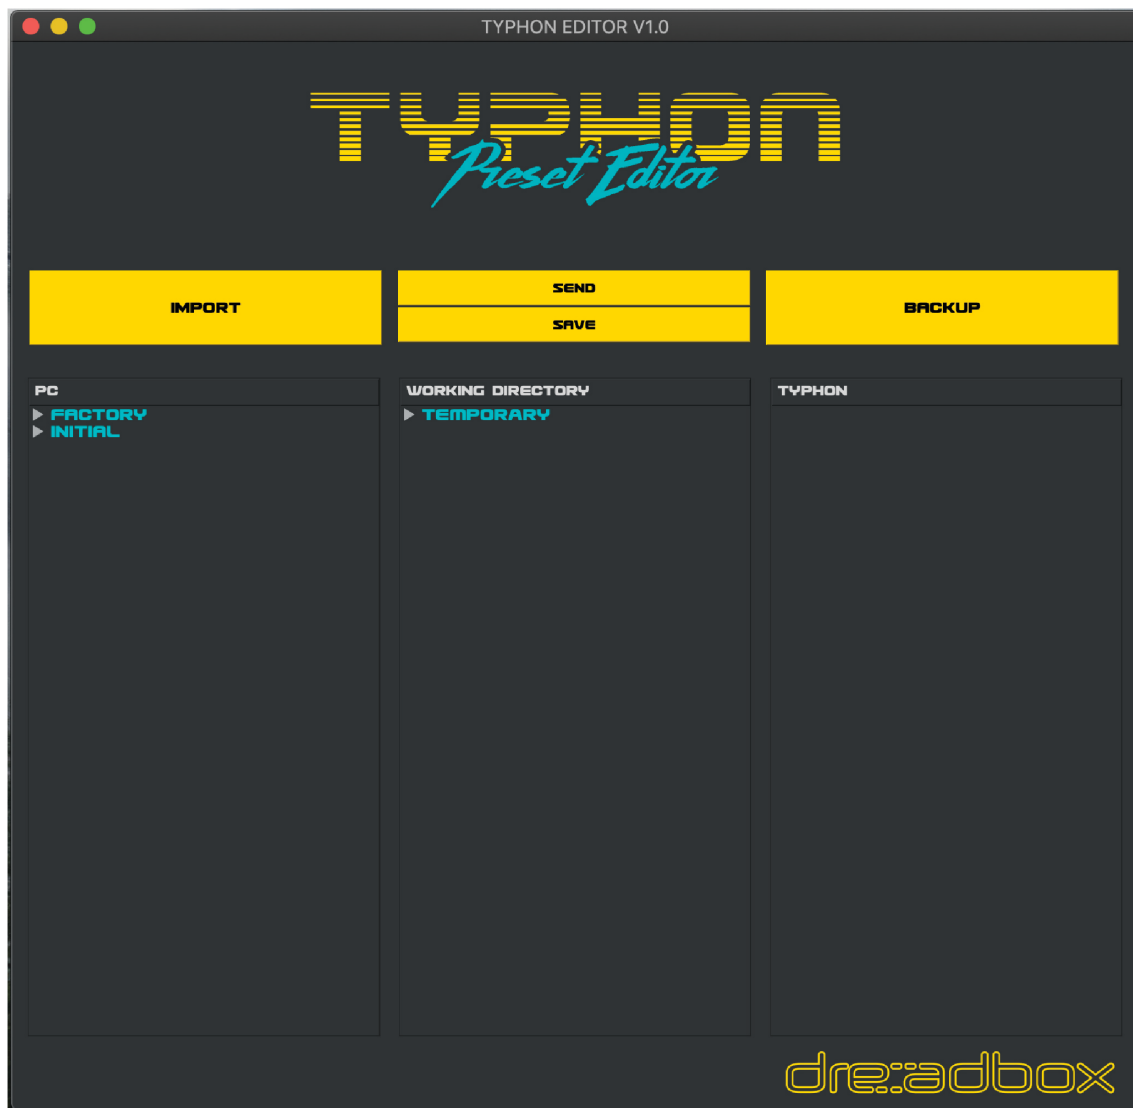 TYPHON EDITOR V1.0
TYPHON
Preset Editor
IMPORT
SEND
SAVE
BACKUP
PC
FACTORY
INITIAL
WORKING DIRECTORY
TEMPORARY
TYPHON
dre:adbox